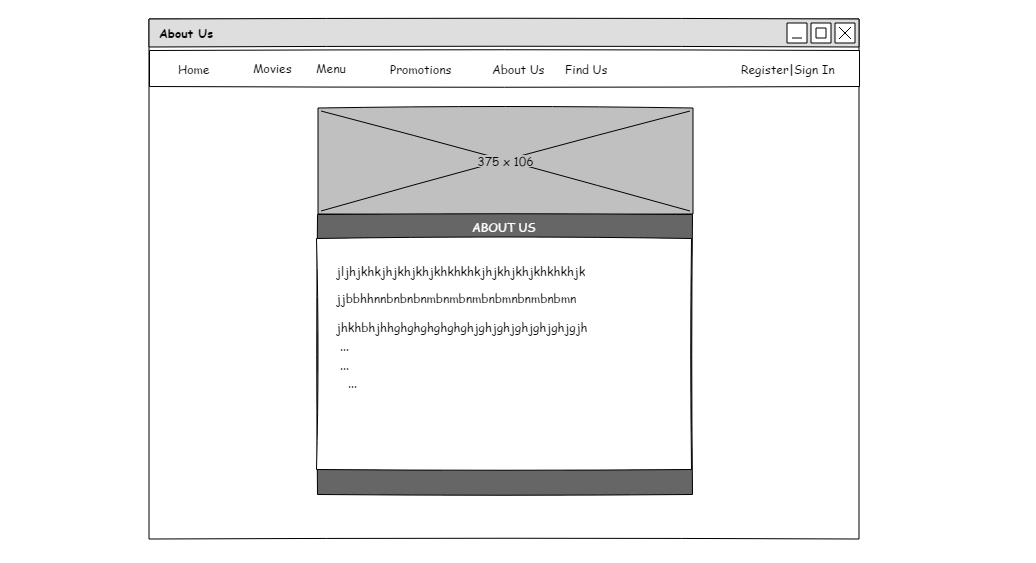 About Us
Home Movies Menu Promotions About Us Find Us Register|Sign In
375 x 106
ABOUT US
jljhjkhkjhjkhjkhjkhkhkhkjhjkhjkhjkhkhkhjk
jjbbhhnnbnbnbnmbnmbnmbnbmnbnmbnbmn
jhkhbhjhhghghghghghghjghjghjghjghjghjgjh
...
...
...